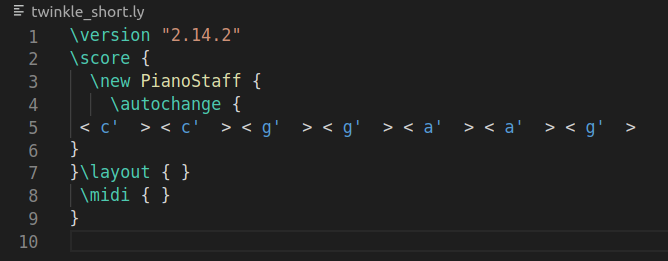 twinkle_short.ly
1 \version "2.14.2"
2 \score {
3 \new PianoStaff {
4 \autochange {
5 < c' > < c' > < g' > < g' > < a' > < a' > < g' >
6 }
7 }\layout { }
8 \midi { }
9 }
10